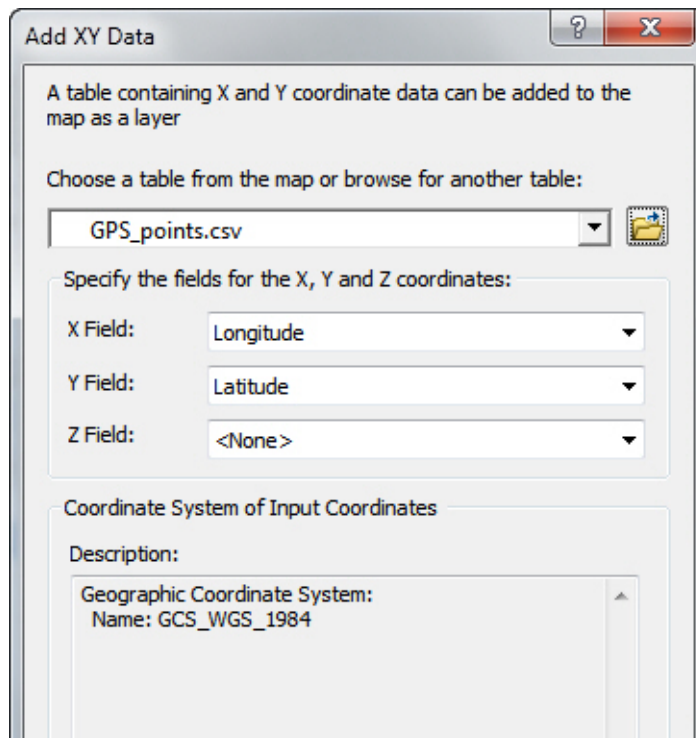 Add XY Data
?
X
A table containing X and Y coordinate data can be added to the
map as a layer
Choose a table from the map or browse for another table:
GPS_points.csv
Specify the fields for the X, Y and Z coordinates:
X Field: Longitude
Y Field: Latitude
Z Field: <None>
Coordinate System of Input Coordinates
Description:
Geographic Coordinate System:
Name: GCS_WGS_1984